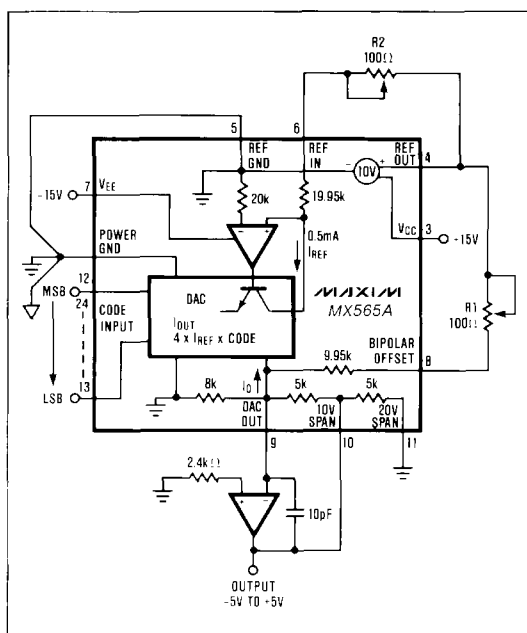 R2
100Ω
5
6
REF
GND
REF
IN
REF
OUT
4
- 10V +
-15V
7
VEE
20k
19.95k
VCC
3
+15V
POWER
GND
0.5mA
IREF
- +
MSB
12
24
CODE
INPUT
DAC
IOUT
4 x IREF x CODE
MAXIM
MX565A
R1
100Ω
BIPOLAR
OFFSET
9.95k
8
13
LSB
8k
IO
DAC
OUT
5k
10V
SPAN
5k
20V
SPAN
9
10
11
2.4kΩ
+ -
10pF
OUTPUT
-5V TO +5V